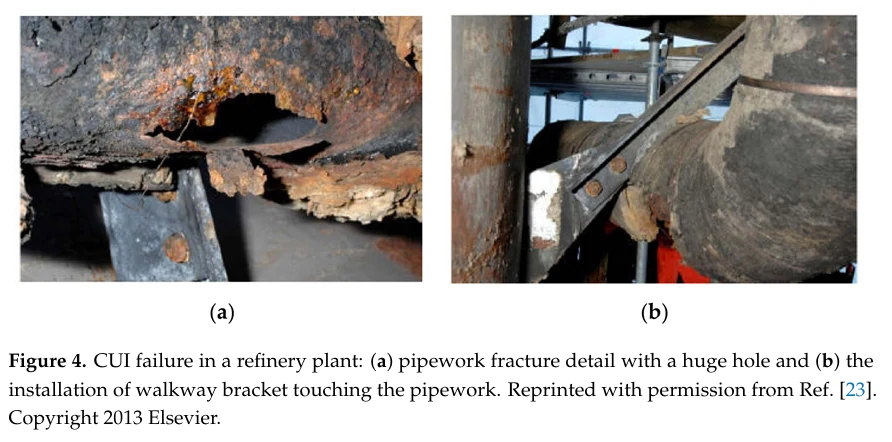 (a)
(b)
Figure 4. CUI failure in a refinery plant: (a) pipework fracture detail with a huge hole and (b) the
installation of walkway bracket touching the pipework. Reprinted with permission from Ref. [23].
Copyright 2013 Elsevier.